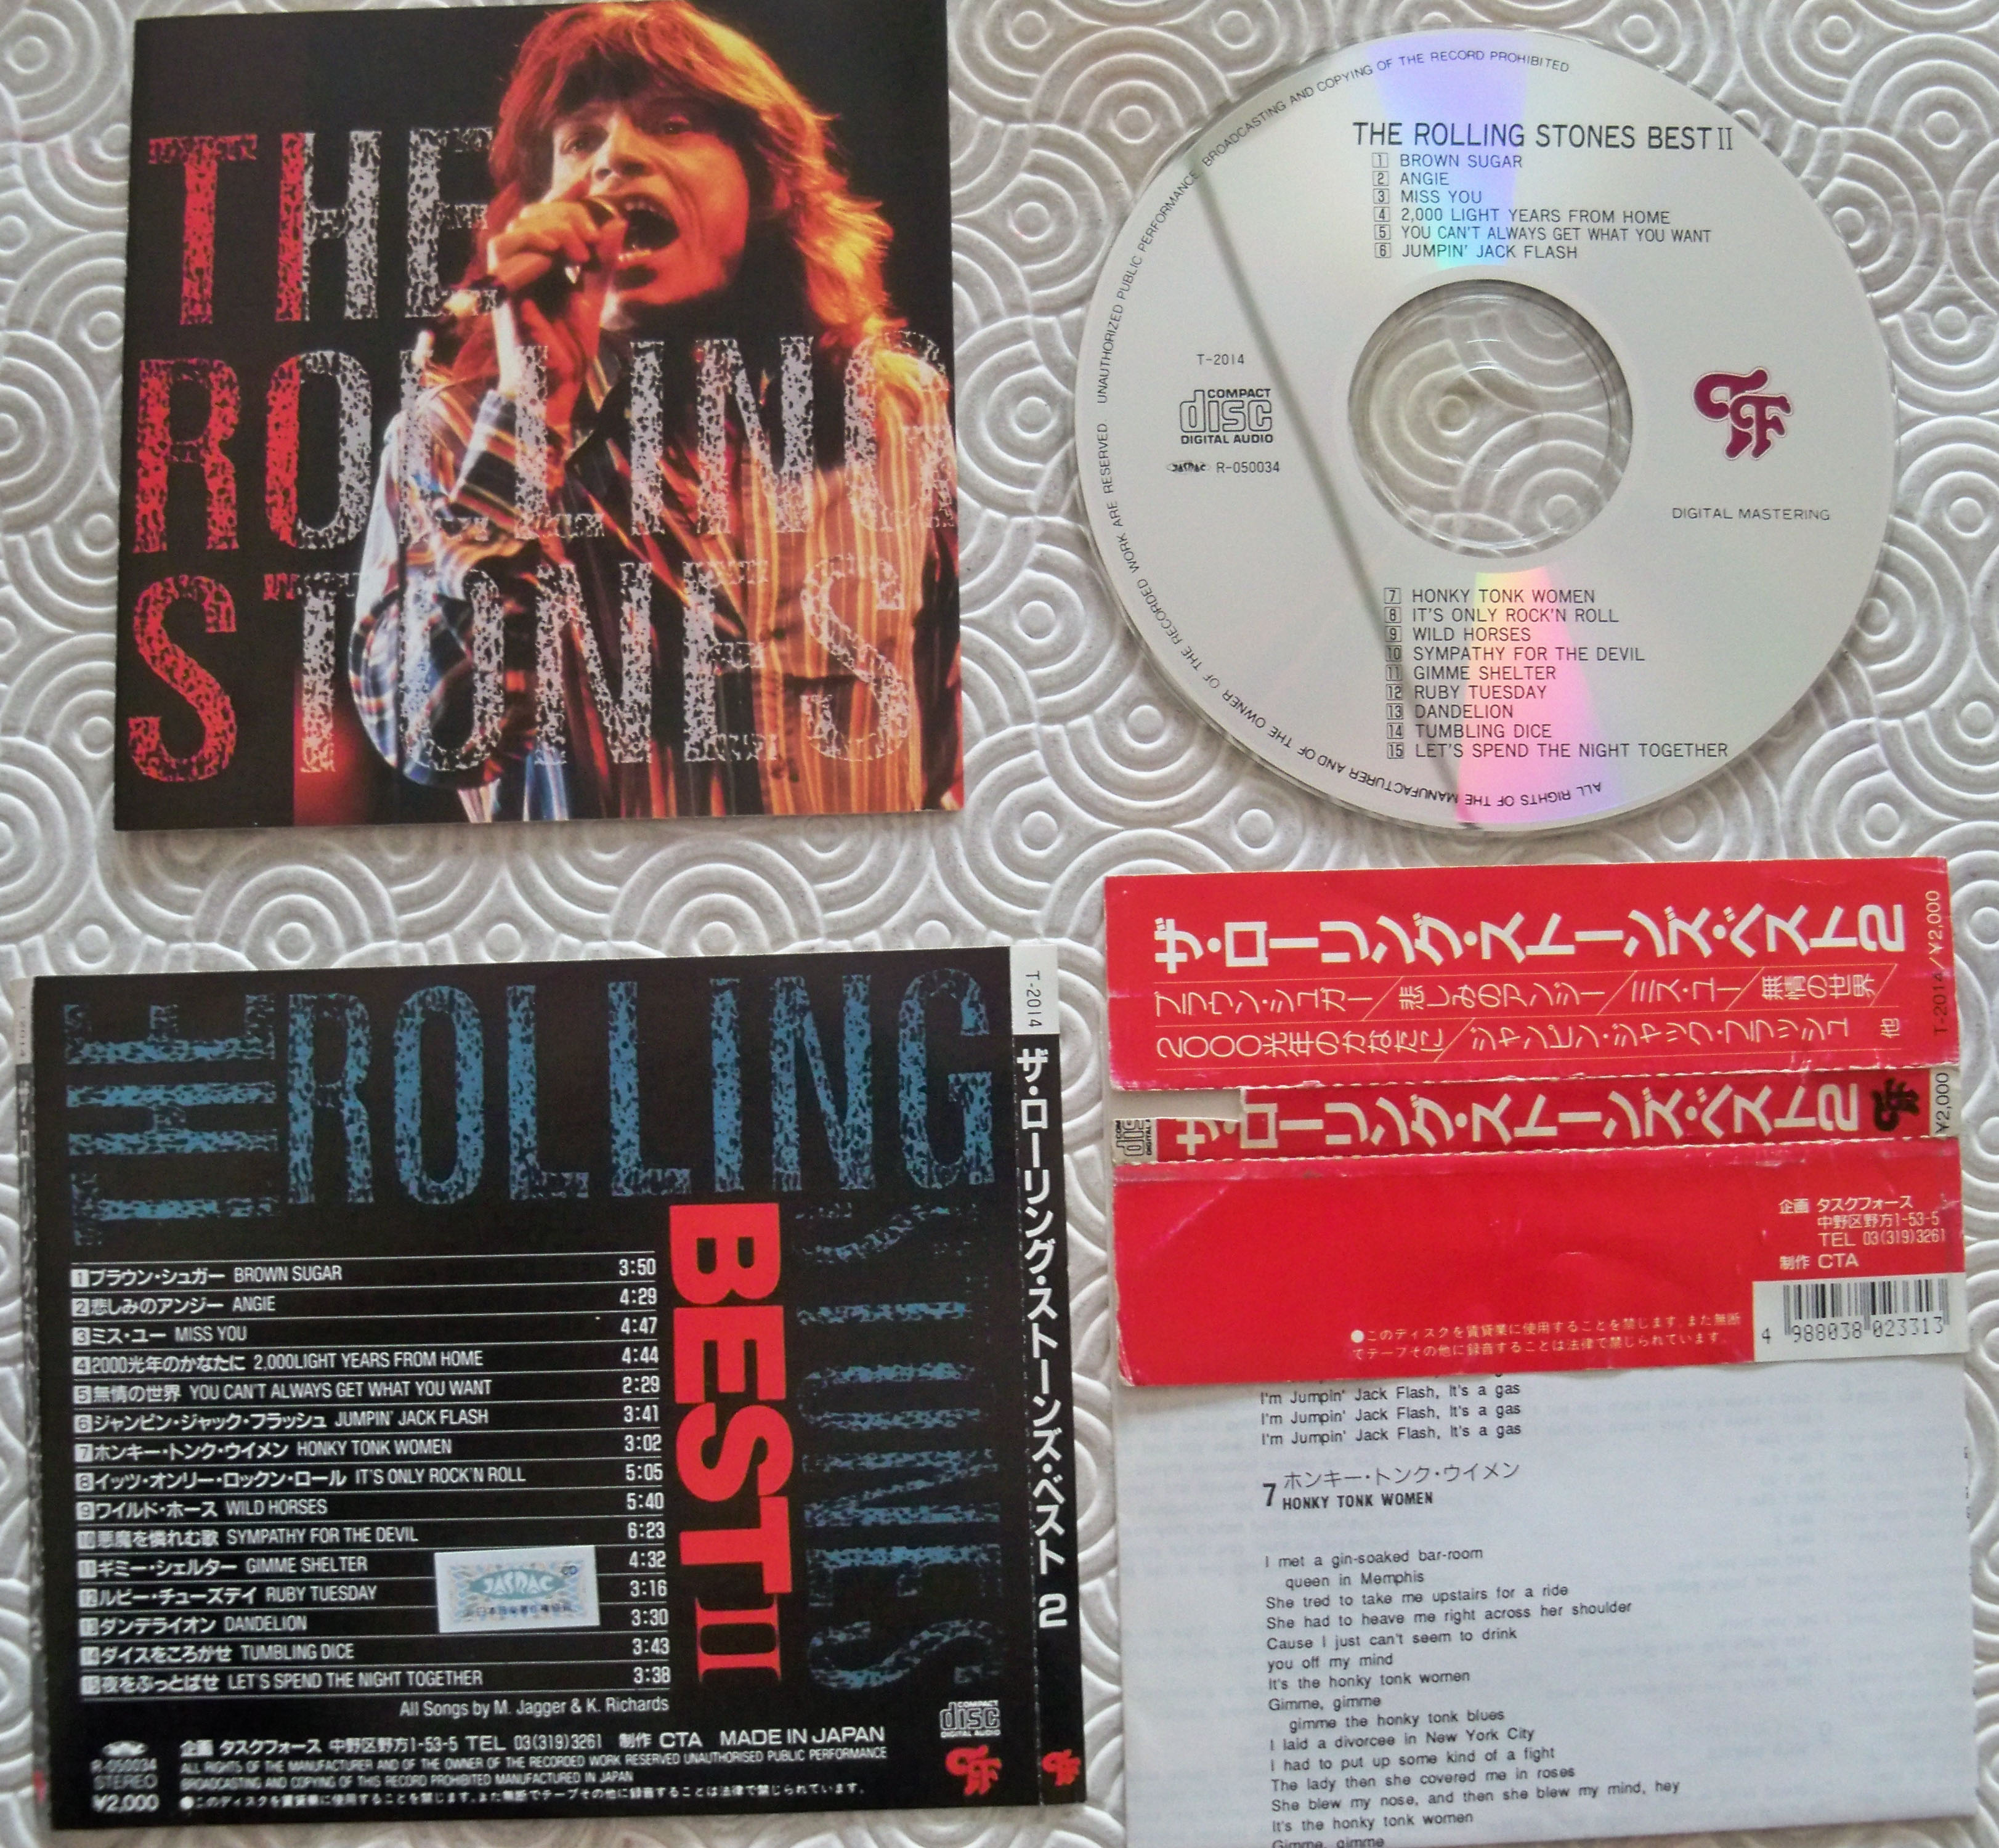 THE
ROLLING
STONES
BROADCASTING AND COPYING OF THE RECORD PROHIBITED
UNAUTHORIZED PUBLIC PERFORMANCE
ALL RIGHTS OF THE MANUFACTURER AND OF THE OWNER OF THE RECORDED WORK ARE RESERVED
THE ROLLING STONES BEST II
1 BROWN SUGAR
2 ANGIE
3 MISS YOU
4 2,000 LIGHT YEARS FROM HOME
5 YOU CAN'T ALWAYS GET WHAT YOU WANT
6 JUMPIN' JACK FLASH
T-2014
COMPACT
disc
DIGITAL AUDIO
JASRAC R-050034
DIGITAL MASTERING
7 HONKY TONK WOMEN
8 IT'S ONLY ROCK'N ROLL
9 WILD HORSES
10 SYMPATHY FOR THE DEVIL
11 GIMME SHELTER
12 RUBY TUESDAY
13 DANDELION
14 TUMBLING DICE
15 LET'S SPEND THE NIGHT TOGETHER
THE
ROLLING
STONES
BEST II
1 ブラウン・シュガー BROWN SUGAR 3:50
2 悲しみのアンジー ANGIE 4:29
3 ミス・ユー MISS YOU 4:47
4 2000光年のかなたに 2,000LIGHT YEARS FROM HOME 4:44
5 無情の世界 YOU CAN'T ALWAYS GET WHAT YOU WANT 2:29
6 ジャンピン・ジャック・フラッシュ JUMPIN' JACK FLASH 3:41
7 ホンキー・トンク・ウイメン HONKY TONK WOMEN 3:02
8 イッツ・オンリー・ロックン・ロール IT'S ONLY ROCK'N ROLL 5:05
9 ワイルド・ホース WILD HORSES 5:40
10 悪魔を憐れむ歌 SYMPATHY FOR THE DEVIL 6:23
11 ギミー・シェルター GIMME SHELTER 4:32
12 ルビー・チューズデイ RUBY TUESDAY 3:16
13 ダンデライオン DANDELION 3:30
14 ダイスをころがせ TUMBLING DICE 3:43
15 夜をぶっとばせ LET'S SPEND THE NIGHT TOGETHER 3:38
JASRAC
All Songs by M. Jagger & K. Richards
COMPACT
disc
DIGITAL AUDIO
R-050034
STEREO
¥2,000
企画 タスクフォース 中野区野方1-53-5 TEL 03(319)3261 制作 CTA MADE IN JAPAN
ALL RIGHTS OF THE MANUFACTURER AND OF THE OWNER OF THE RECORDED WORK RESERVED UNAUTHORISED PUBLIC PERFORMANCE
BROADCASTING AND COPYING OF THIS RECORD PROHIBITED MANUFACTURED IN JAPAN
●このディスクを賃貸業に使用することを禁じます。また無断でテープその他に録音することは法律で禁じられています。
T-2014
ザ・ローリング・ストーンズ・ベスト 2
ザ・ローリング・ストーンズ・ベスト2
ブラウン・シュガー／悲しみのアンジー／ミス・ユー／無情の世界／
2000光年のかなたに／ジャンピン・ジャック・フラッシュ 他
T-2014／¥2,000
ザ・ローリング・ストーンズ・ベスト2
¥2,000
企画 タスクフォース
中野区野方1-53-5
TEL 03(319)3261
制作 CTA
●このディスクを賃貸業に使用することを禁じます。また無断
でテープその他に録音することは法律で禁じられています。
4 988038 023313
I'm Jumpin' Jack Flash, It's a gas
I'm Jumpin' Jack Flash, It's a gas
I'm Jumpin' Jack Flash, It's a gas
7 ホンキー・トンク・ウイメン
HONKY TONK WOMEN
I met a gin-soaked bar-room
queen in Memphis
She tred to take me upstairs for a ride
She had to heave me right across her shoulder
Cause I just can't seem to drink
you off my mind
It's the honky tonk women
Gimme, gimme
gimme the honky tonk blues
I laid a divorcee in New York City
I had to put up some kind of a fight
The lady then she covered me in roses
She blew my nose, and then she blew my mind, hey
It's the honky tonk women
Gimme, gimme